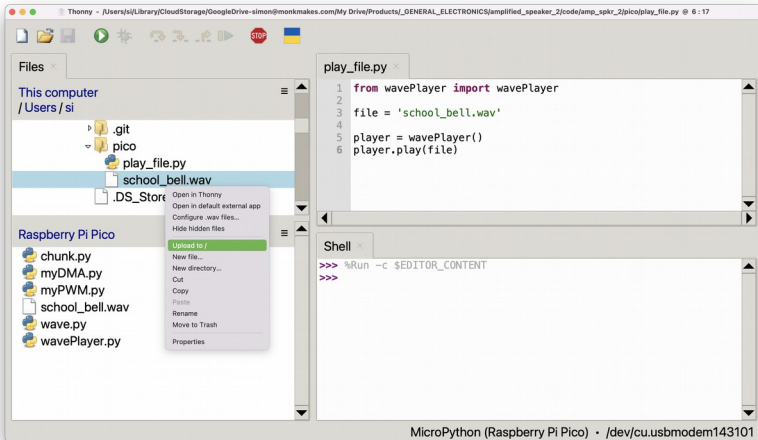 Thonny - /Users/si/Library/CloudStorage/GoogleDrive-simon@monkmakes.com/My Drive/Products/_GENERAL_ELECTRONICS/amplified_speaker_2/code/amp_spkr_2/pico/play_file.py @ 6 : 17
STOP
Files
This computer
/ Users / si
.git
pico
play_file.py
school_bell.wav
.DS_Store
Open in Thonny
Open in default external app
Configure .wav files...
Hide hidden files
Upload to /
New file...
New directory...
Cut
Copy
Paste
Rename
Move to Trash
Properties
Raspberry Pi Pico
chunk.py
myDMA.py
myPWM.py
school_bell.wav
wave.py
wavePlayer.py
play_file.py
1 from wavePlayer import wavePlayer
2
3 file = 'school_bell.wav'
4
5 player = wavePlayer()
6 player.play(file)
Shell
>>> %Run -c $EDITOR_CONTENT
>>>
MicroPython (Raspberry Pi Pico) • /dev/cu.usbmodem143101